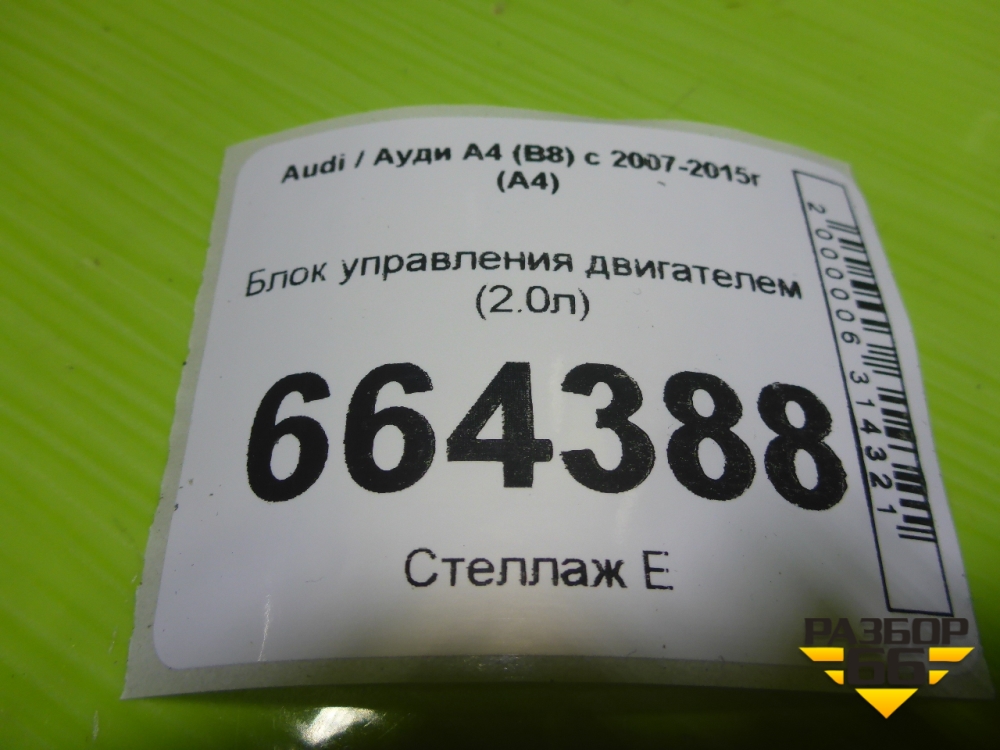 Audi / Ауди A4 (B8) с 2007-2015г
(A4)
Блок управления двигателем
(2.0л)
664388
Стеллаж E
2000006314321
РАЗБОР
66